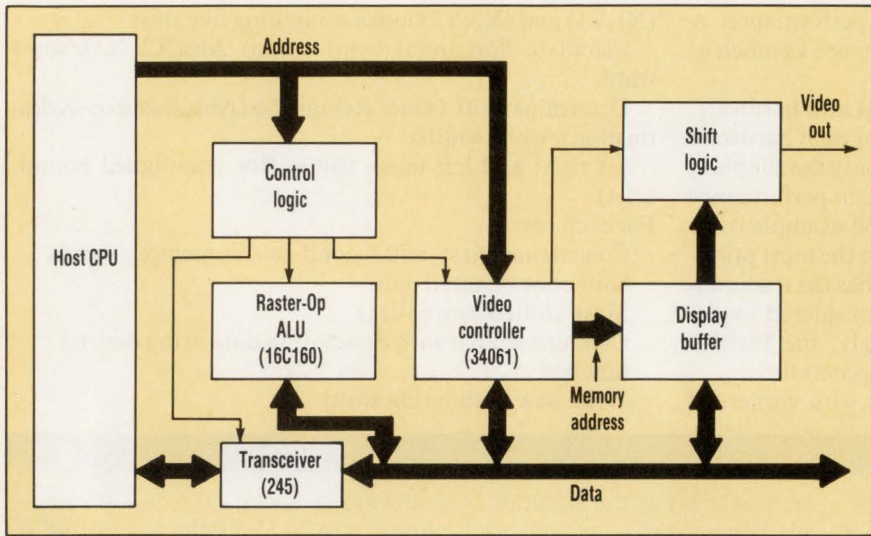 Address
Video
out
Shift
logic
Control
logic
Host CPU
Raster-Op
ALU
(16C160)
Video
controller
(34061)
Display
buffer
Memory
address
Transceiver
(245)
Data